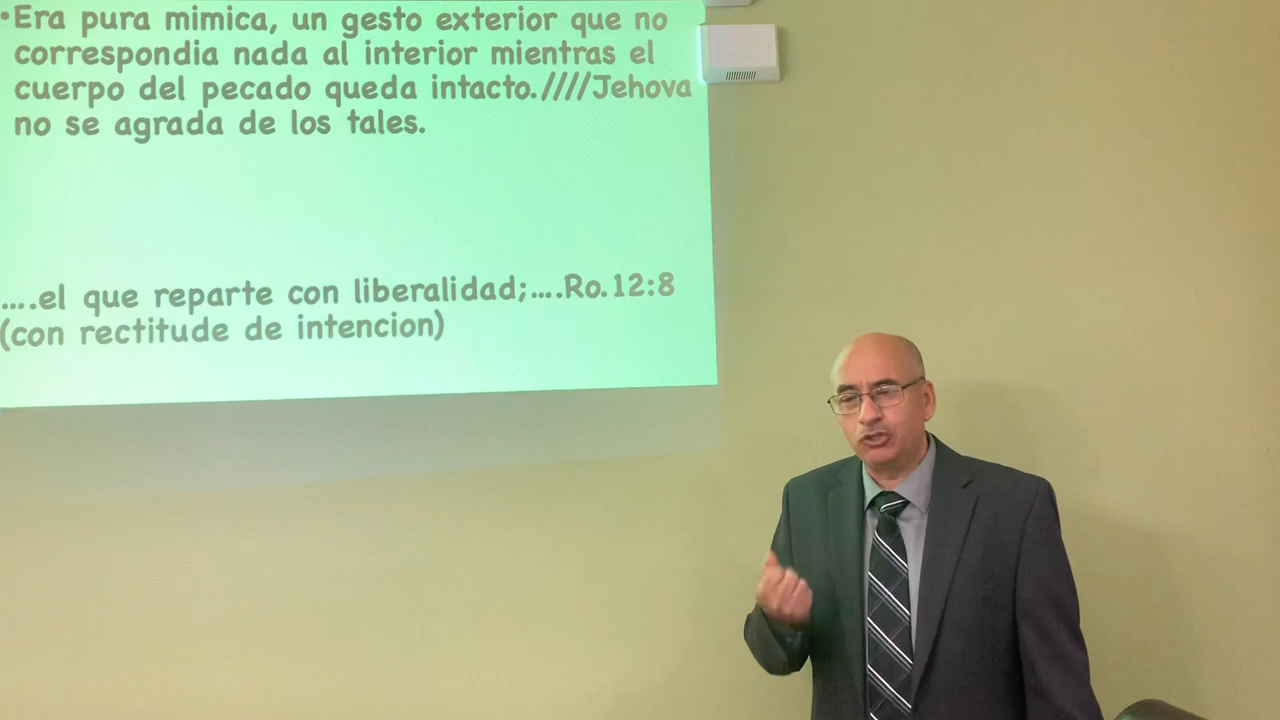 •Era pura mimica, un gesto exterior que no
correspondia nada al interior mientras el
cuerpo del pecado queda intacto.////Jehova
no se agrada de los tales.
....el que reparte con liberalidad;....Ro.12:8
(con rectitude de intencion)